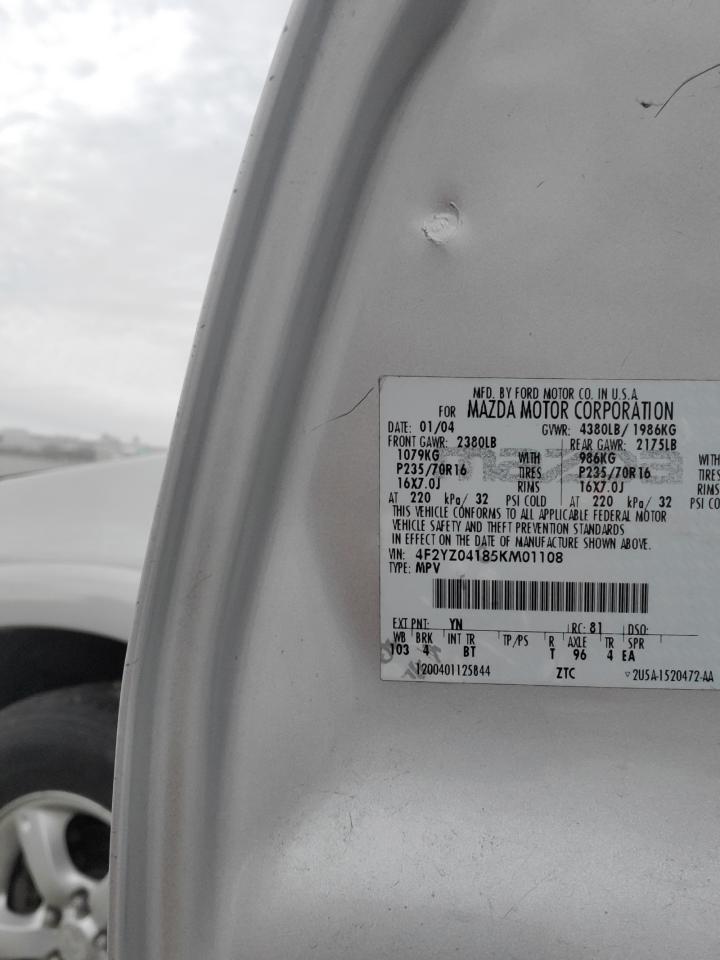 MFD. BY FORD MOTOR CO. IN U.S.A.
FOR MAZDA MOTOR CORPORATION
DATE: 01/04 GVWR: 4380LB/ 1986KG
FRONT GAWR: 2380LB REAR GAWR: 2175LB
1079KG WITH 986KG WITH
P235/70R16 TIRES P235/70R16 TIRES
16X7.0J RIMS 16X7.0J RIMS
AT 220 kPa/ 32 PSI COLD AT 220 kPa/ 32 PSI CO
THIS VEHICLE CONFORMS TO ALL APPLICABLE FEDERAL MOTOR
VEHICLE SAFETY AND THEFT PREVENTION STANDARDS
IN EFFECT ON THE DATE OF MANUFACTURE SHOWN ABOVE.
VIN: 4F2YZ04185KM01108
TYPE: MPV
EXT PNT: YN RC: 81 DSO:
WB BRK INT TR TP/PS R AXLE TR SPR
103 4 BT T 96 4 EA
1200401125844 ZTC ▽ 2U5A-1520472-AA